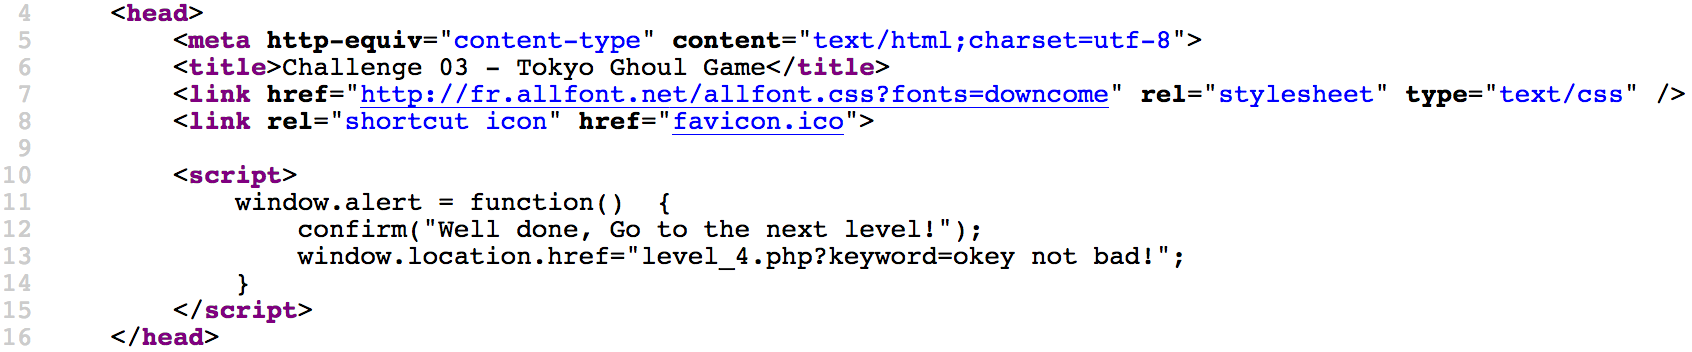 4 <head>
5 <meta http-equiv="content-type" content="text/html;charset=utf-8">
6 <title>Challenge 03 - Tokyo Ghoul Game</title>
7 <link href="http://fr.allfont.net/allfont.css?fonts=downcome" rel="stylesheet" type="text/css" />
8 <link rel="shortcut icon" href="favicon.ico">
9
10 <script>
11 window.alert = function()  {
12 confirm("Well done, Go to the next level!");
13 window.location.href="level_4.php?keyword=okey not bad!";
14 }
15 </script>
16 </head>